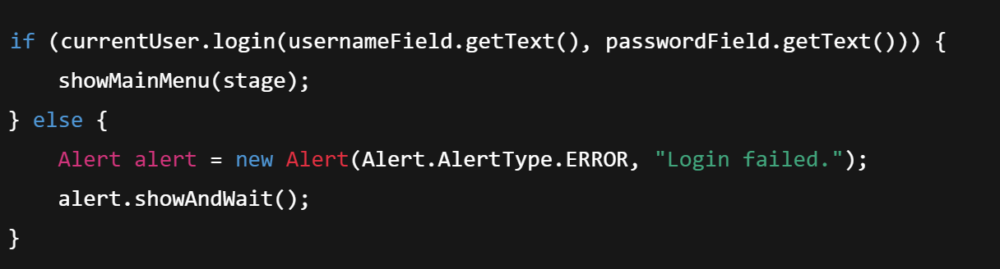 if (currentUser.login(usernameField.getText(), passwordField.getText())) {
    showMainMenu(stage);
} else {
    Alert alert = new Alert(Alert.AlertType.ERROR, "Login failed.");
    alert.showAndWait();
}